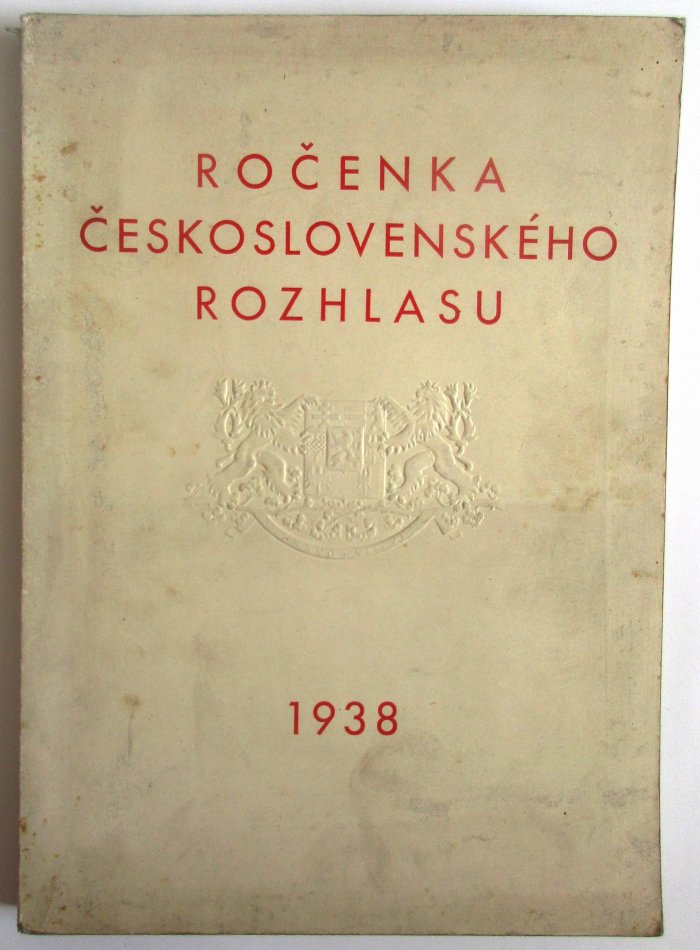 ROČENKA
ČESKOSLOVENSKÉHO
ROZHLASU
1938